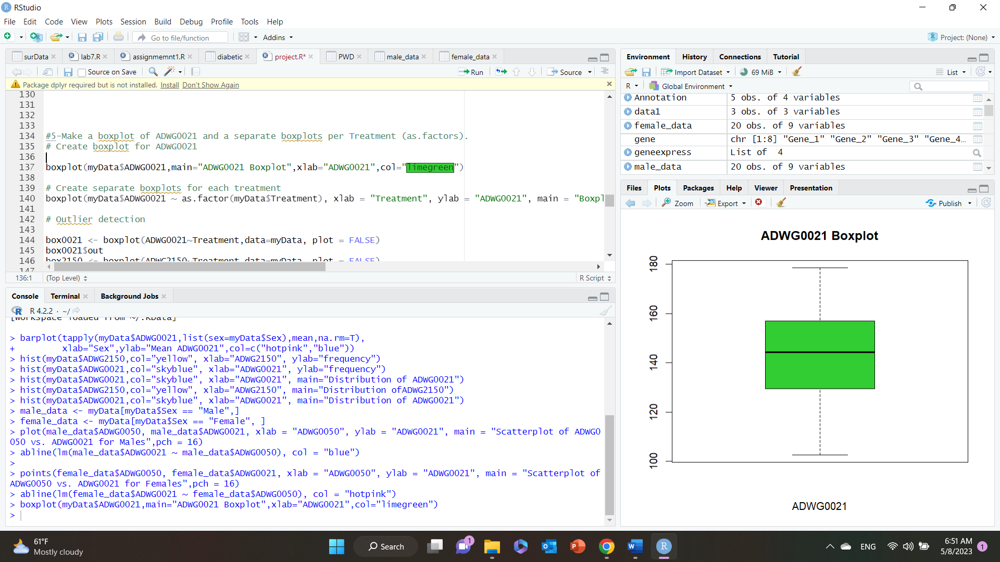 RStudio
File Edit Code View Plots Session Build Debug Profile Tools Help
Go to file/function Addins Project: (None)
surData lab7.R assignmemnt1.R diabetic project.R* PWD male_data female_data
Source on Save Run Source
Package dplyr required but is not installed. Install Don't Show Again
130
131
132
133
134 #5-Make a boxplot of ADWG0021 and a separate boxplots per Treatment (as.factors).
135 # Create boxplot for ADWG0021
136
137 boxplot(myData$ADWG0021,main="ADWG0021 Boxplot",xlab="ADWG0021",col="limegreen")
138
139 # Create separate boxplots for each treatment
140 boxplot(myData$ADWG0021 ~ as.factor(myData$Treatment), xlab = "Treatment", ylab = "ADWG0021", main = "Boxpl
141
142 # Outlier detection
143
144 box0021 <- boxplot(ADWG0021~Treatment,data=myData, plot = FALSE)
145 box0021$out
146 box2150 <- boxplot(ADWG2150~Treatment,data=myData, plot = FALSE)
147
136:1 (Top Level) R Script
Console Terminal Background Jobs
R 4.2.2 · ~/
[Workspace loaded from ~/.RData]
> barplot(tapply(myData$ADWG0021,list(sex=myData$Sex),mean,na.rm=T),
+ xlab="Sex",ylab="Mean ADWG0021",col=c("hotpink","blue"))
> hist(myData$ADWG2150,col="yellow", xlab="ADWG2150", ylab="frequency")
> hist(myData$ADWG0021,col="skyblue", xlab="ADWG0021", ylab="frequency")
> hist(myData$ADWG0021,col="skyblue", xlab="ADWG0021", main="Distribution of ADWG0021")
> hist(myData$ADWG2150,col="yellow", xlab="ADWG2150", main="Distribution ofADWG2150")
> hist(myData$ADWG0021,col="skyblue", xlab="ADWG0021", main="Distribution of ADWG0021")
> male_data <- myData[myData$Sex == "Male",]
> female_data <- myData[myData$Sex == "Female", ]
> plot(male_data$ADWG0050, male_data$ADWG0021, xlab = "ADWG0050", ylab = "ADWG0021", main = "Scatterplot of ADWG0
050 vs. ADWG0021 for Males",pch = 16)
> abline(lm(male_data$ADWG0021 ~ male_data$ADWG0050), col = "blue")
>
> points(female_data$ADWG0050, female_data$ADWG0021, xlab = "ADWG0050", ylab = "ADWG0021", main = "Scatterplot of
ADWG0050 vs. ADWG0021 for Females",pch = 16)
> abline(lm(female_data$ADWG0021 ~ female_data$ADWG0050), col = "hotpink")
> boxplot(myData$ADWG0021,main="ADWG0021 Boxplot",xlab="ADWG0021",col="limegreen")
>
Environment History Connections Tutorial
Import Dataset 69 MiB List
R Global Environment
Annotation 5 obs. of 4 variables
data1 3 obs. of 3 variables
female_data 20 obs. of 9 variables
gene chr [1:8] "Gene_1" "Gene_2" "Gene_3" "Gene_4…
geneexpress List of 4
male_data 20 obs. of 9 variables
Files Plots Packages Help Viewer Presentation
Zoom Export Publish
ADWG0021 Boxplot
180
160
140
120
100
ADWG0021
61°F
Mostly cloudy
Search
1
ENG
6:51 AM
5/8/2023
1